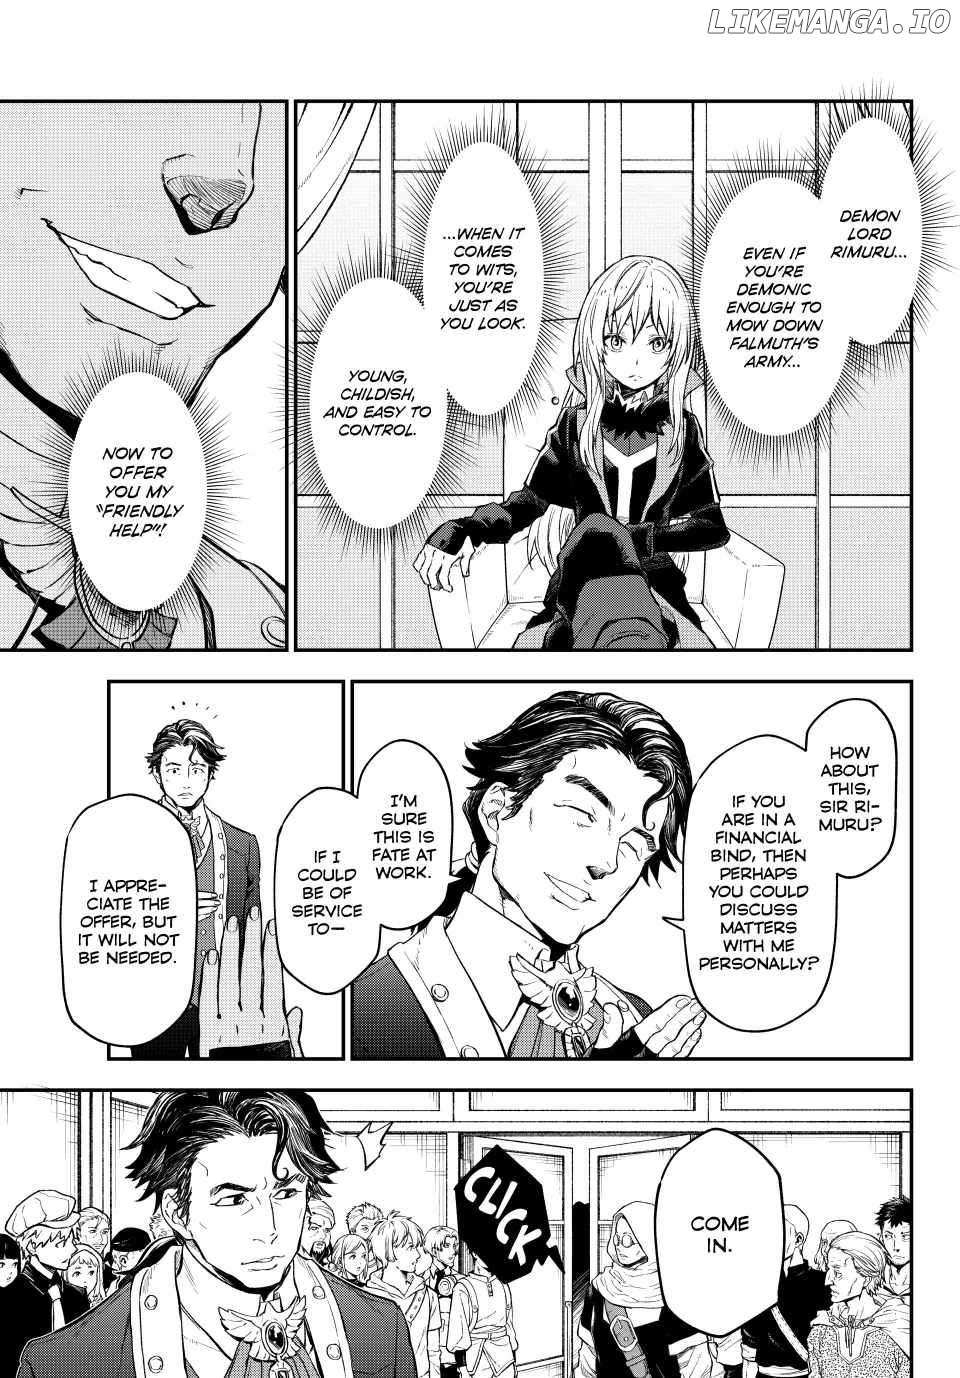 LIKEMANGA.IO
DEMON
LORD
RIMURU...
EVEN IF
YOU'RE
DEMONIC
ENOUGH TO
MOW DOWN
FALMUTH'S
ARMY...
...WHEN IT
COMES
TO WITS,
YOU'RE
JUST AS
YOU LOOK.
YOUNG,
CHILDISH,
AND EASY TO
CONTROL.
NOW TO
OFFER
YOU MY
"FRIENDLY
HELP"!
HOW
ABOUT
THIS,
SIR RI-
MURU?
IF YOU
ARE IN A
FINANCIAL
BIND, THEN
PERHAPS
YOU COULD
DISCUSS
MATTERS
WITH ME
PERSONALLY?
I'M
SURE
THIS IS
FATE AT
WORK.
IF I
COULD
BE OF
SERVICE
TO—
I APPRE-
CIATE THE
OFFER, BUT
IT WILL NOT
BE NEEDED.
CLICK
COME
IN.